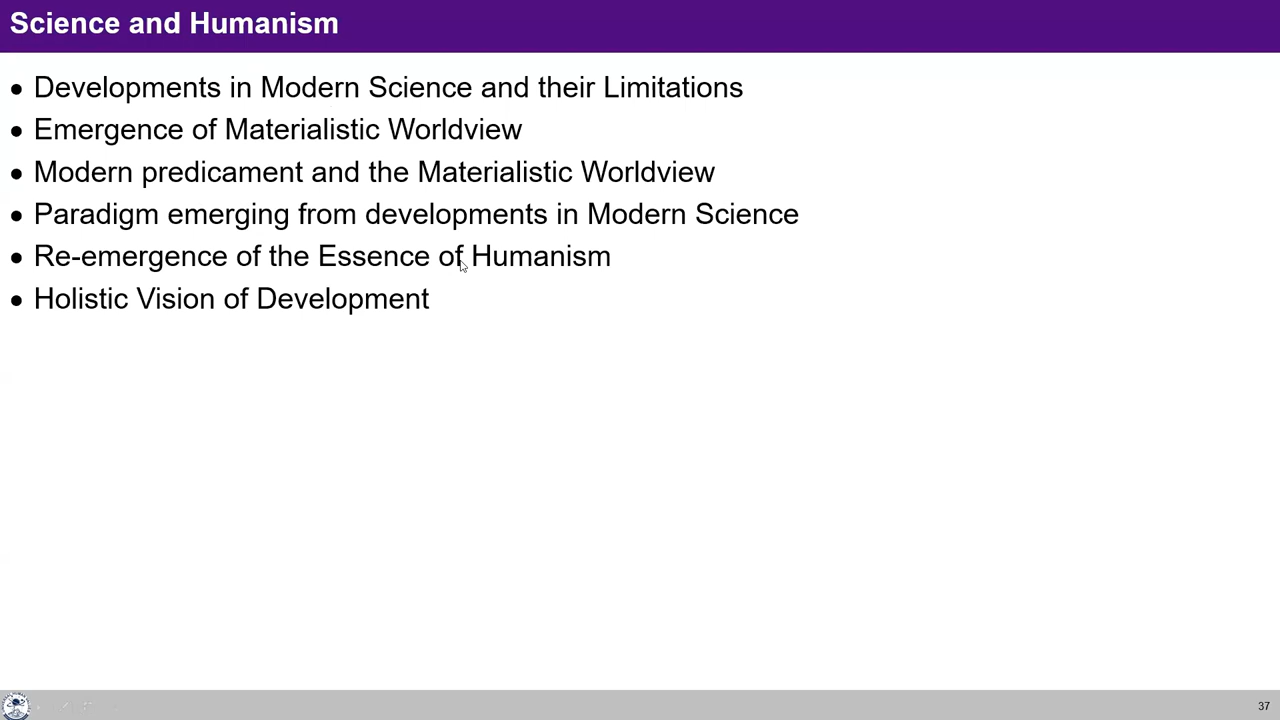 Science and Humanism
• Developments in Modern Science and their Limitations
• Emergence of Materialistic Worldview
• Modern predicament and the Materialistic Worldview
• Paradigm emerging from developments in Modern Science
• Re-emergence of the Essence of Humanism
• Holistic Vision of Development
37